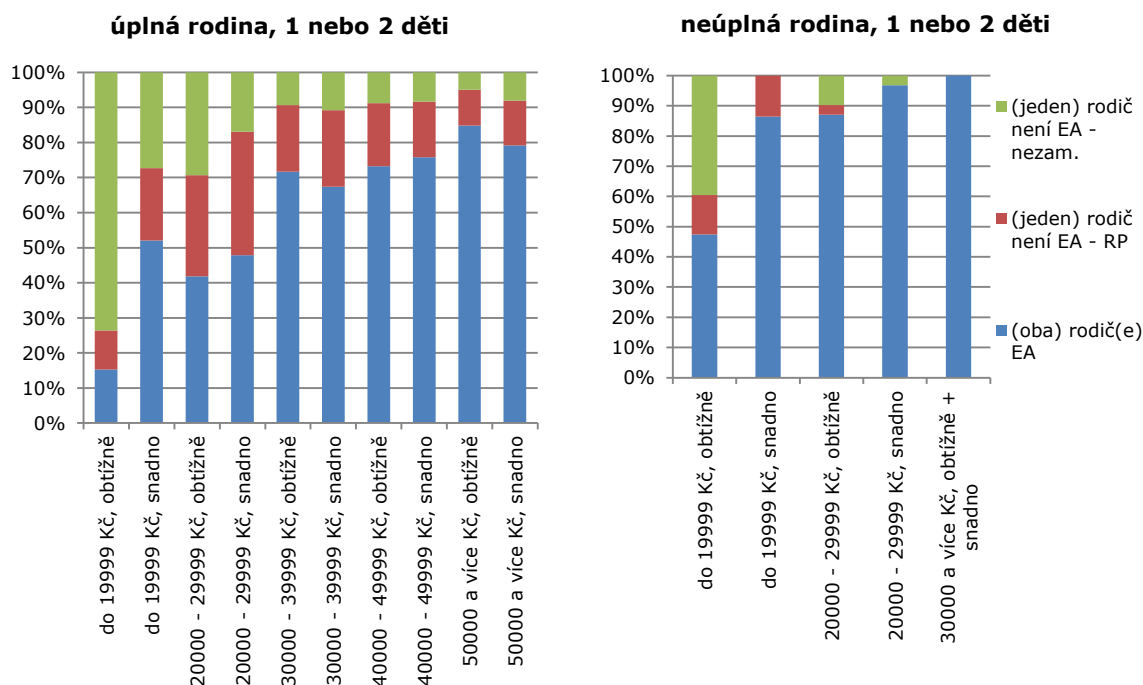 úplná rodina, 1 nebo 2 děti
100%
90%
80%
70%
60%
50%
40%
30%
20%
10%
0%
do 19999 Kč, obtížně
do 19999 Kč, snadno
20000 - 29999 Kč, obtížně
20000 - 29999 Kč, snadno
30000 - 39999 Kč, obtížně
30000 - 39999 Kč, snadno
40000 - 49999 Kč, obtížně
40000 - 49999 Kč, snadno
50000 a více Kč, obtížně
50000 a více Kč, snadno
neúplná rodina, 1 nebo 2 děti
100%
90%
80%
70%
60%
50%
40%
30%
20%
10%
0%
do 19999 Kč, obtížně
do 19999 Kč, snadno
20000 - 29999 Kč, obtížně
20000 - 29999 Kč, snadno
30000 a více Kč, obtížně +
snadno
(jeden) rodič
není EA -
nezam.
(jeden) rodič
není EA - RP
(oba) rodič(e)
EA